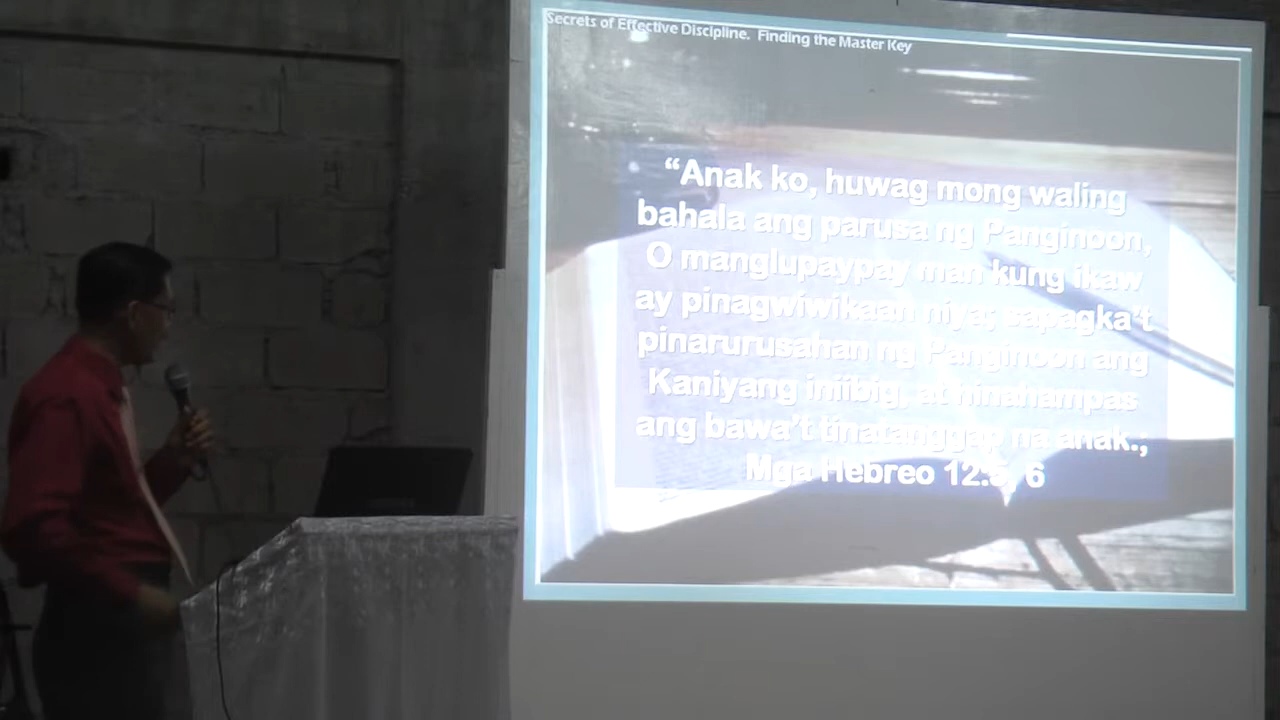 Secrets of Effective Discipline. Finding the Master Key
“Anak ko, huwag mong waling
bahala ang parusa ng Panginoon,
O manglupaypay man kung ikaw
ay pinagwiwikaan niya; sapagka’t
pinarurusahan ng Panginoon ang
Kaniyang iniibig, at hinahampas
ang bawa’t tinatanggap na anak.;
Mga Hebreo 12:5, 6